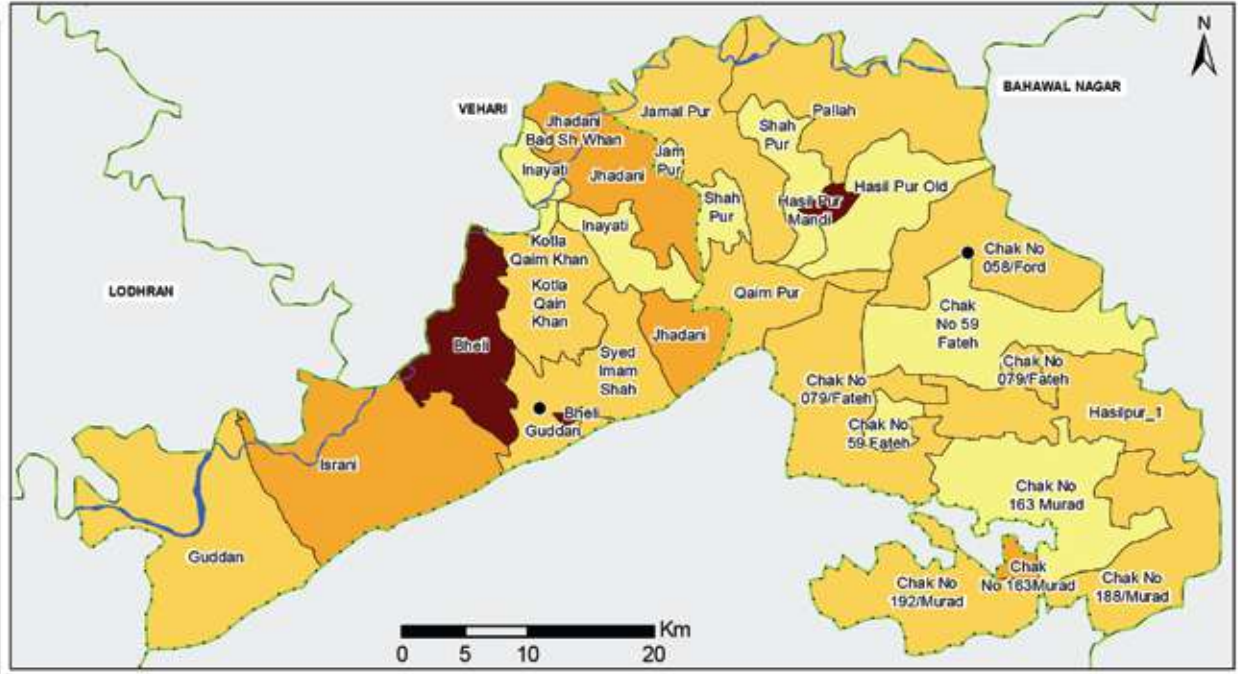 N
BAHAWAL NAGAR
VEHARI
LODHRAN
Jhadani
Bad Sh Whan
Jamal Pur
Pallah
Shah
Pur
Inayati
Jhadani
Jam
Pur
Hasil Pur Old
Shah
Pur
Hasil Pur
Mandi
Inayati
Kotla
Qaim Khan
Chak No
058/Ford
Kotla
Qain
Khan
Qaim Pur
Chak
No 59
Fateh
Bheli
Jhadani
Syed
Imam
Shah
Chak No
079/Fateh
Chak No
079/Fateh
Hasilpur_1
Bheli
Guddan
Chak No
59 Fateh
Israni
Chak No
163 Murad
Guddan
Chak
No 163Murad
Chak No
192/Murad
Chak No
188/Murad
Km
0 5 10 20